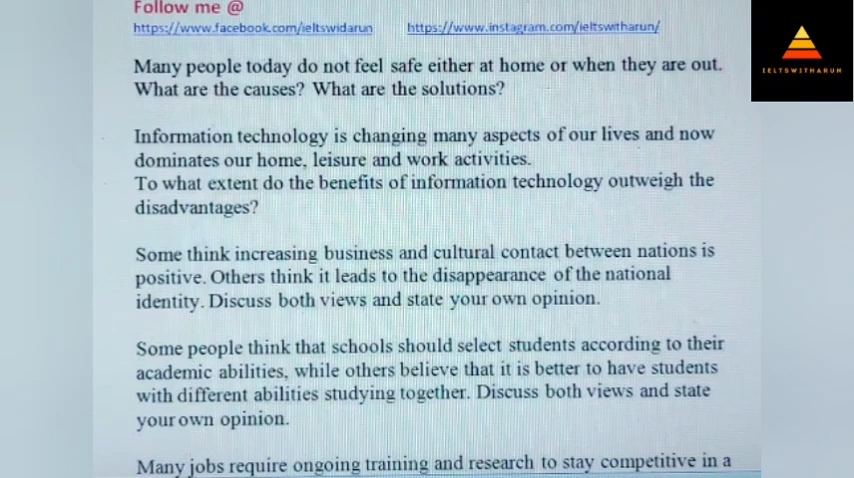 Follow me @
https://www.facebook.com/ieltswidarun https://www.instagram.com/ieltswitharun/
IELTSWITHARUN
Many people today do not feel safe either at home or when they are out.
What are the causes? What are the solutions?
Information technology is changing many aspects of our lives and now
dominates our home, leisure and work activities.
To what extent do the benefits of information technology outweigh the
disadvantages?
Some think increasing business and cultural contact between nations is
positive. Others think it leads to the disappearance of the national
identity. Discuss both views and state your own opinion.
Some people think that schools should select students according to their
academic abilities, while others believe that it is better to have students
with different abilities studying together. Discuss both views and state
your own opinion.
Many jobs require ongoing training and research to stay competitive in a